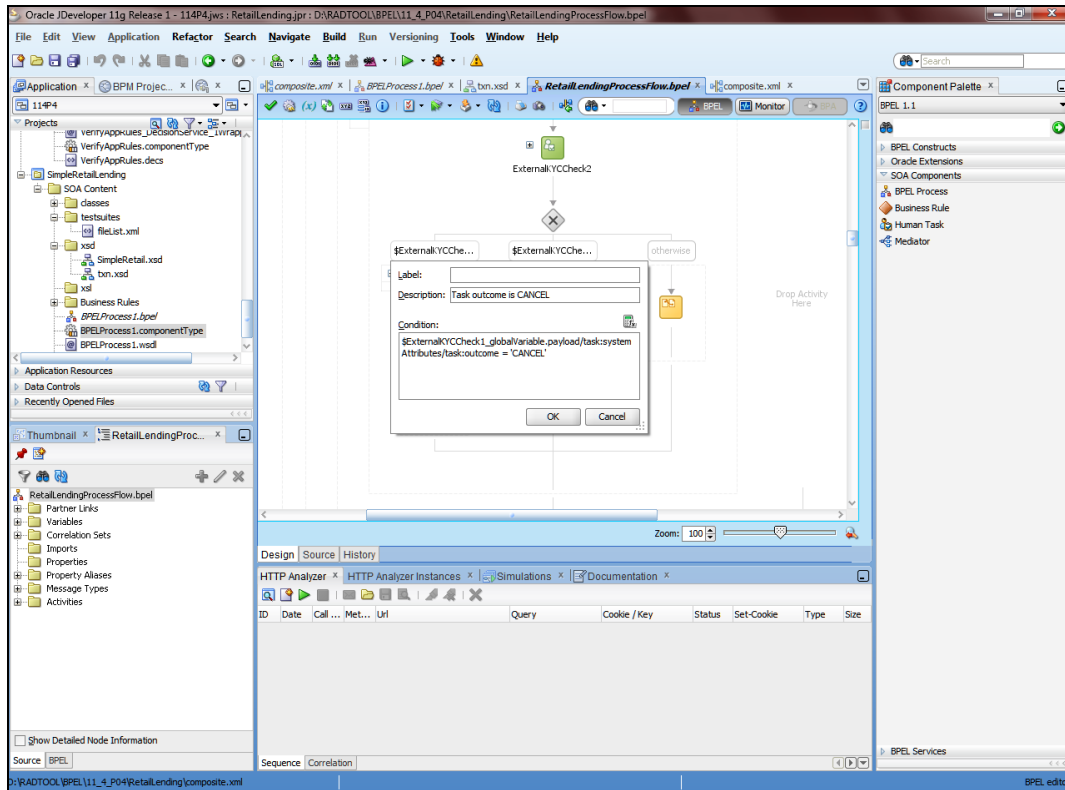 Oracle JDeveloper 11g Release 1 - 114P4.jws : RetailLending.jpr : D:\RADTOOL\BPEL\11_4_P04\RetailLending\RetailLendingProcessFlow.bpel
File Edit View Application Refactor Search Navigate Build Run Versioning Tools Window Help
Search
Application x BPM Projec... x x
composite.xml x BPELProcess1.bpel x txn.xsd x RetailLendingProcessFlow.bpel x composite.xml x
Component Palette x
114P4
BPEL Monitor BPA
BPEL 1.1
Projects
VerifyAppRules_DecisionService_1Wrap
VerifyAppRules.componentType
VerifyAppRules.decs
SimpleRetailLending
SOA Content
classes
testsuites
fileList.xml
xsd
SimpleRetail.xsd
txn.xsd
xsl
Business Rules
BPELProcess1.bpel
BPELProcess1.componentType
BPELProcess1.wsdl
Application Resources
Data Controls
Recently Opened Files
Thumbnail x RetailLendingProc... x
RetailLendingProcessFlow.bpel
Partner Links
Variables
Correlation Sets
Imports
Properties
Property Aliases
Message Types
Activities
Show Detailed Node Information
Source BPEL
ExternalKYCCheck2
$ExternalKYCChe... $ExternalKYCChe... otherwise
Label:
Description: Task outcome is CANCEL
Condition:
$ExternalKYCCheck1_globalVariable.payload/task:system
Attributes/task:outcome = 'CANCEL'
OK Cancel
Drop Activity
Here
Zoom: 100
Design Source History
HTTP Analyzer x HTTP Analyzer Instances x Simulations x Documentation x
ID Date Call ... Met... Url Query Cookie / Key Status Set-Cookie Type Size
Sequence Correlation
BPEL Constructs
Oracle Extensions
SOA Components
BPEL Process
Business Rule
Human Task
Mediator
BPEL Services
D:\RADTOOL\BPEL\11_4_P04\RetailLending\composite.xml
BPEL edito